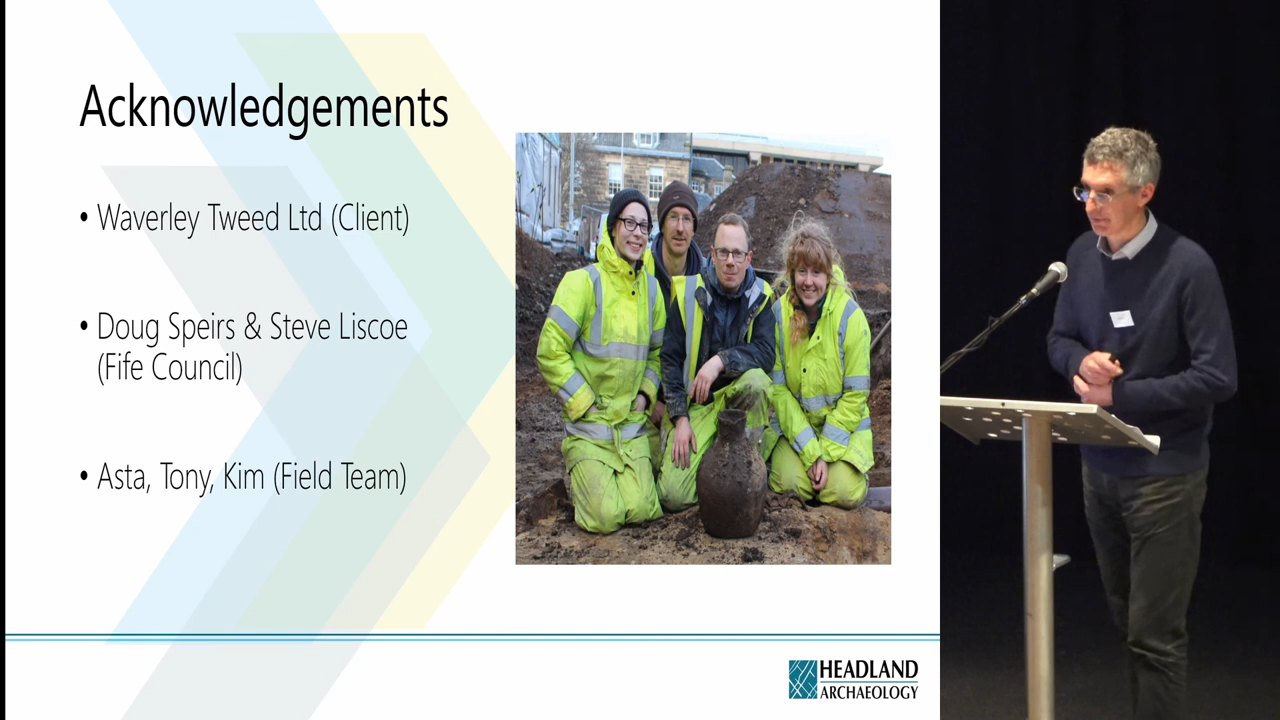 Acknowledgements
• Waverley Tweed Ltd (Client)
• Doug Speirs & Steve Liscoe
(Fife Council)
• Asta, Tony, Kim (Field Team)
HEADLAND
ARCHAEOLOGY